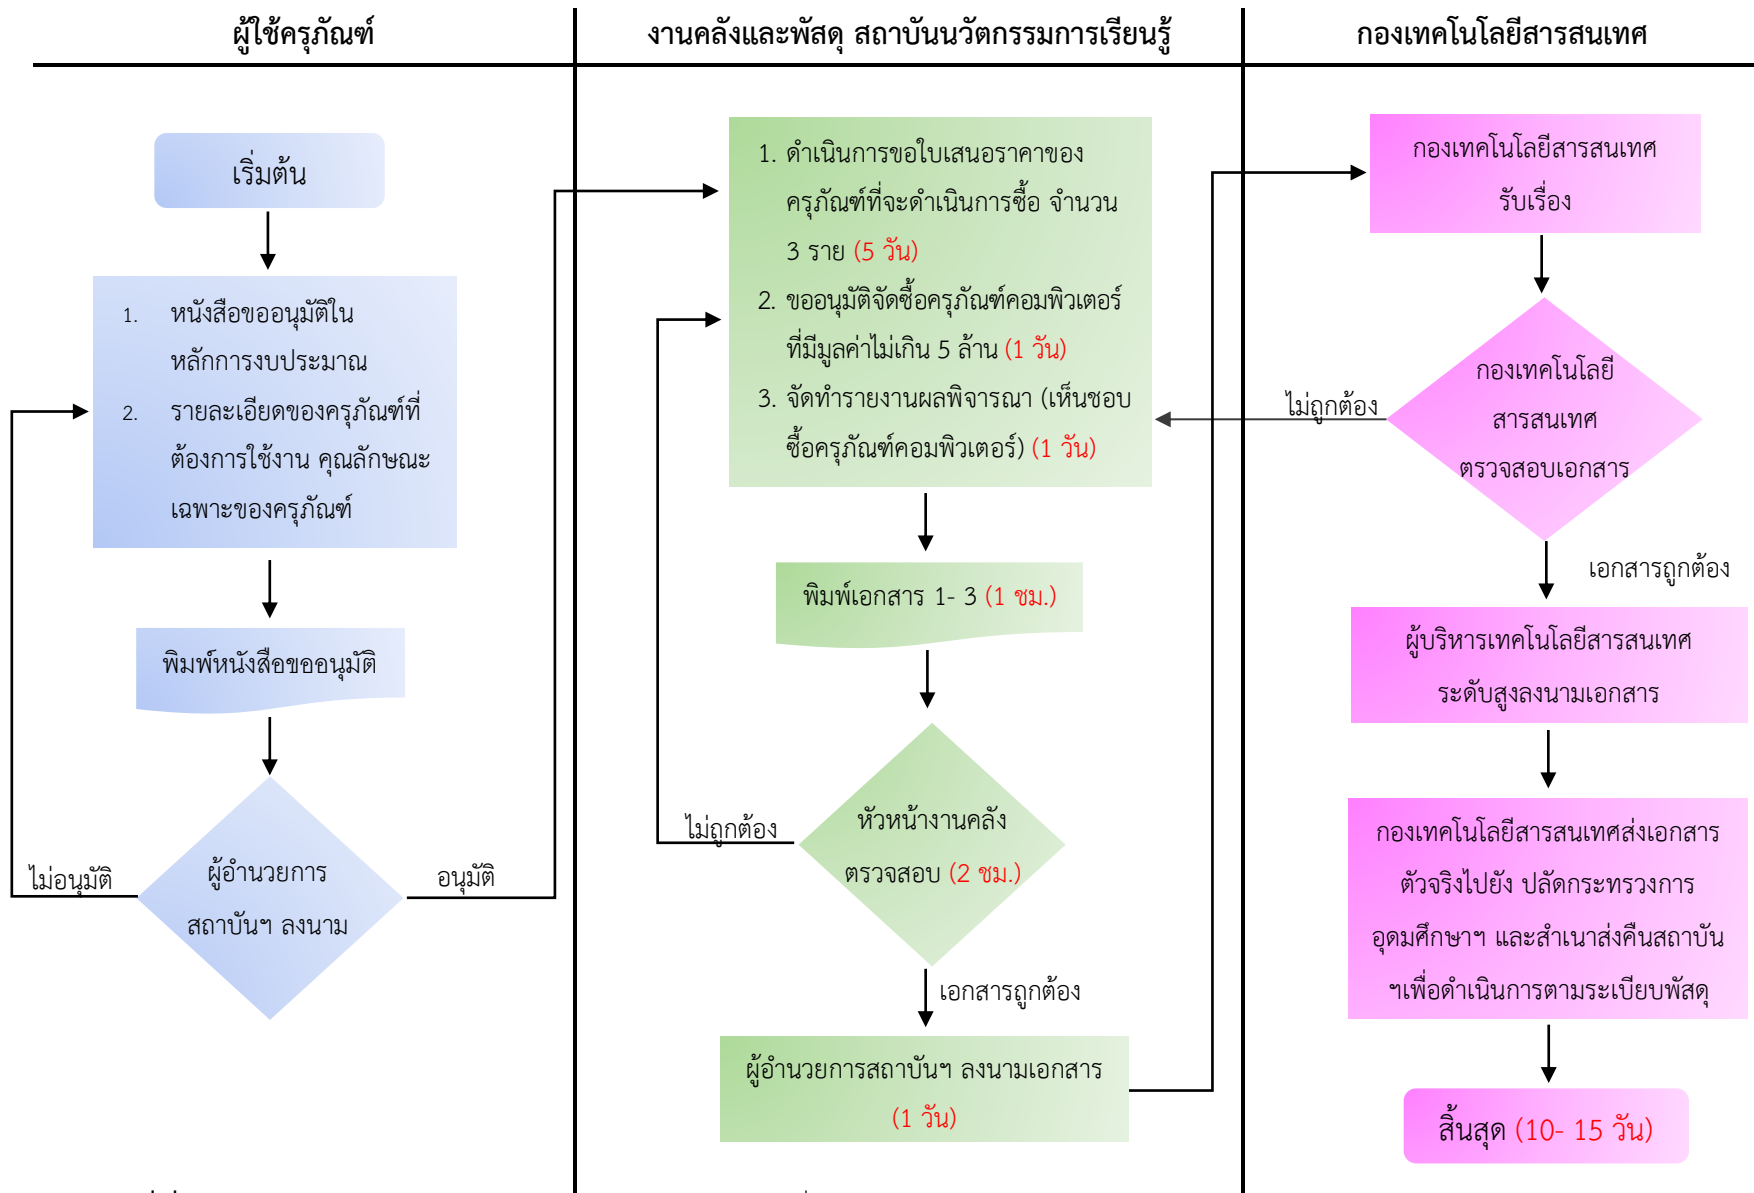 ผู้ใช้ครุภัณฑ์
งานคลังและพัสดุ สถาบันนวัตกรรมการเรียนรู้
กองเทคโนโลยีสารสนเทศ
เริ่มต้น
1. หนังสือขออนุมัติใน
หลักการงบประมาณ
2. รายละเอียดของครุภัณฑ์ที่
ต้องการใช้งาน คุณลักษณะ
เฉพาะของครุภัณฑ์
พิมพ์หนังสือขออนุมัติ
ผู้อำนวยการ
สถาบันฯ ลงนาม
ไม่อนุมัติ
อนุมัติ
1. ดำเนินการขอใบเสนอราคาของ
ครุภัณฑ์ที่จะดำเนินการซื้อ จำนวน
3 ราย (5 วัน)
2. ขออนุมัติจัดซื้อครุภัณฑ์คอมพิวเตอร์
ที่มีมูลค่าไม่เกิน 5 ล้าน (1 วัน)
3. จัดทำรายงานผลพิจารณา (เห็นชอบ
ซื้อครุภัณฑ์คอมพิวเตอร์) (1 วัน)
พิมพ์เอกสาร 1- 3 (1 ชม.)
หัวหน้างานคลัง
ตรวจสอบ (2 ชม.)
ไม่ถูกต้อง
เอกสารถูกต้อง
ผู้อำนวยการสถาบันฯ ลงนามเอกสาร
(1 วัน)
กองเทคโนโลยีสารสนเทศ
รับเรื่อง
กองเทคโนโลยี
สารสนเทศ
ตรวจสอบเอกสาร
ไม่ถูกต้อง
เอกสารถูกต้อง
ผู้บริหารเทคโนโลยีสารสนเทศ
ระดับสูงลงนามเอกสาร
กองเทคโนโลยีสารสนเทศส่งเอกสาร
ตัวจริงไปยัง ปลัดกระทรวงการ
อุดมศึกษาฯ และสำเนาส่งคืนสถาบัน
ฯเพื่อดำเนินการตามระเบียบพัสดุ
สิ้นสุด (10- 15 วัน)